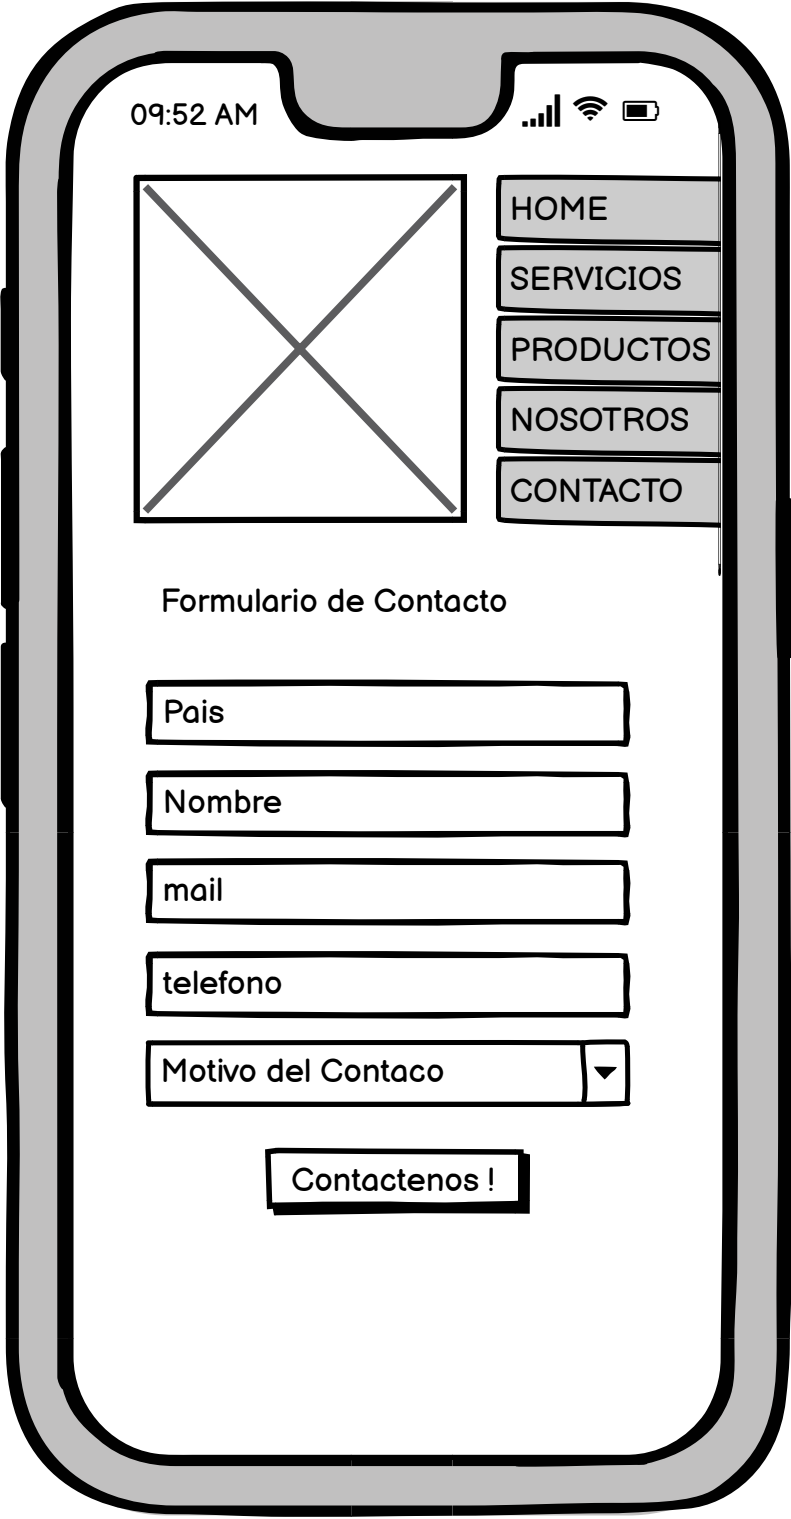 09:52 AM
HOME
SERVICIOS
PRODUCTOS
NOSOTROS
CONTACTO
Formulario de Contacto
Pais
Nombre
mail
telefono
Motivo del Contaco
Contactenos !